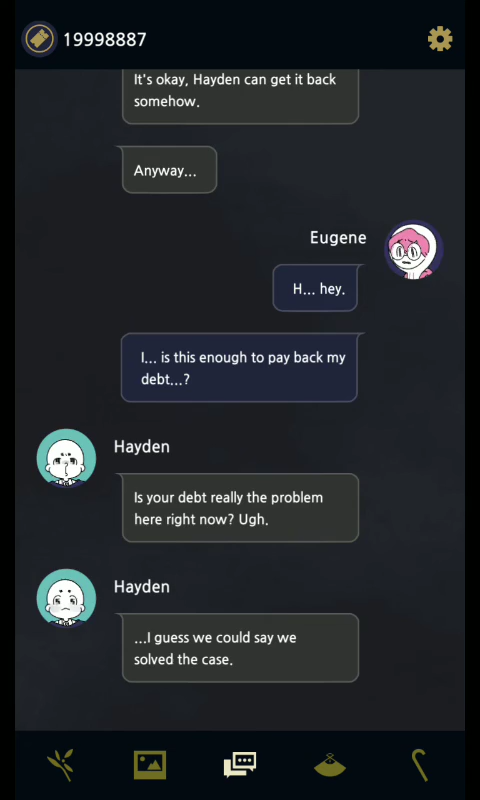 19998887
It's okay, Hayden can get it back
somehow.
Anyway...
Eugene
H... hey.
I... is this enough to pay back my
debt...?
Hayden
Is your debt really the problem
here right now? Ugh.
Hayden
...I guess we could say we
solved the case.